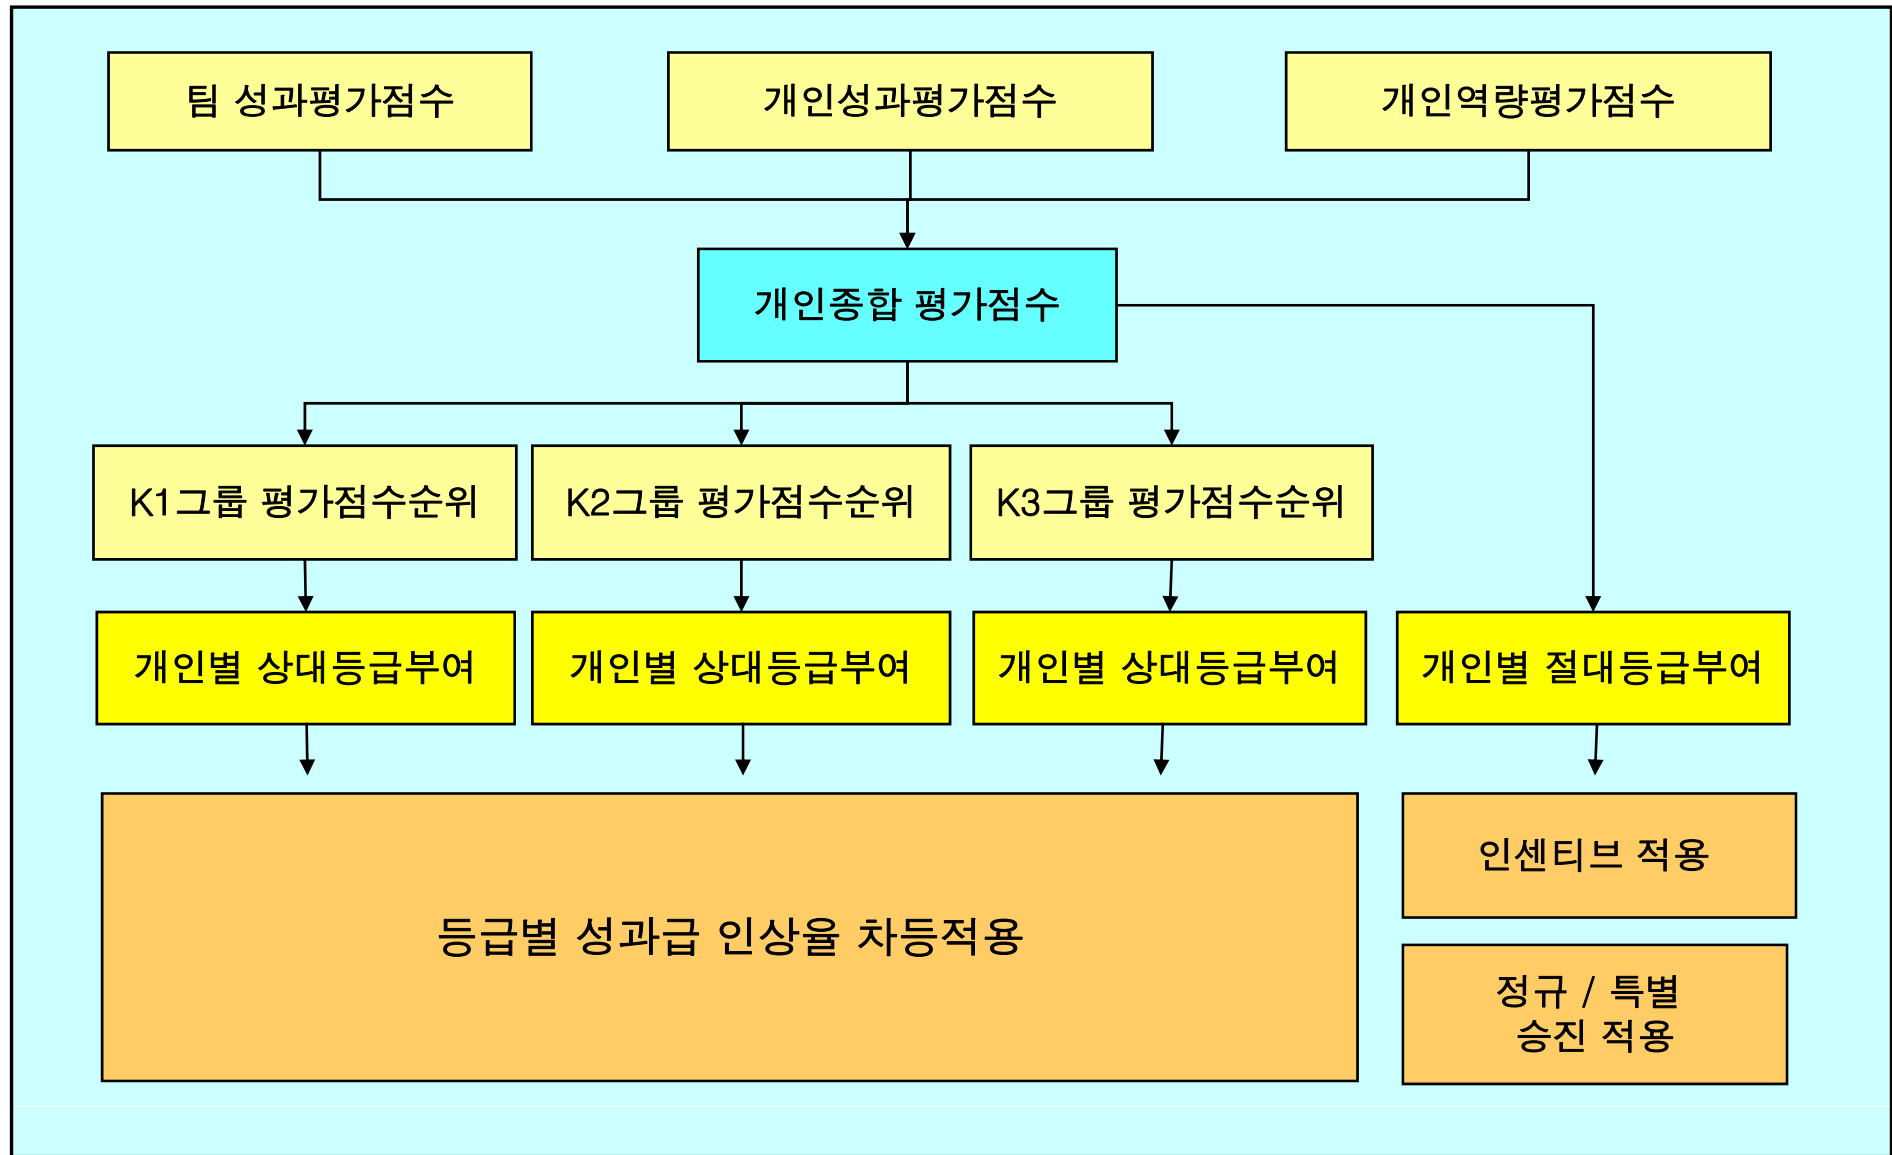 팀 성과평가점수
개인성과평가점수
개인역량평가점수
개인종합 평가점수
K1그룹 평가점수순위
K2그룹 평가점수순위
K3그룹 평가점수순위
개인별 상대등급부여
개인별 상대등급부여
개인별 상대등급부여
개인별 절대등급부여
등급별 성과급 인상율 차등적용
인센티브 적용
정규 / 특별
승진 적용